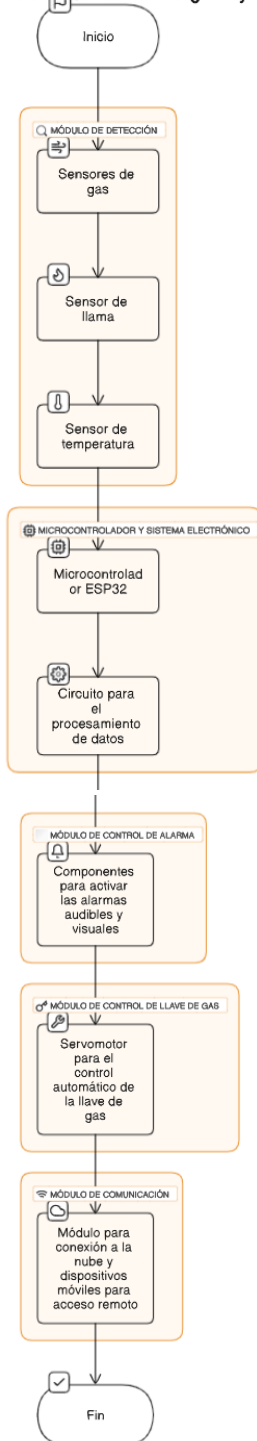 Inicio
MÓDULO DE DETECCIÓN
Sensores de
gas
Sensor de
llama
Sensor de
temperatura
MICROCONTROLADOR Y SISTEMA ELECTRÓNICO
Microcontrolad
or ESP32
Circuito para
el
procesamiento
de datos
MÓDULO DE CONTROL DE ALARMA
Componentes
para activar
las alarmas
audibles y
visuales
MÓDULO DE CONTROL DE LLAVE DE GAS
Servomotor
para el
control
automático de
la llave de
gas
MÓDULO DE COMUNICACIÓN
Módulo para
conexión a la
nube y
dispositivos
móviles para
acceso remoto
Fin